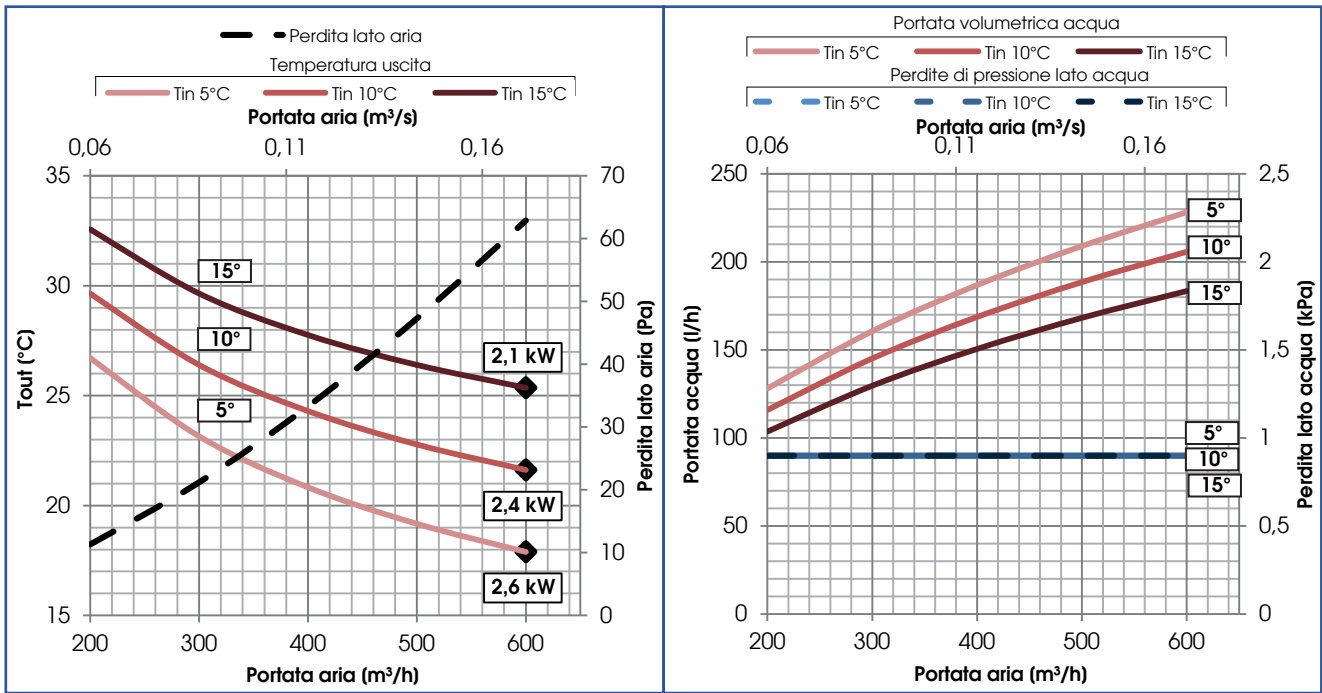 Perdita lato aria
Temperatura uscita
Tin 5°C Tin 10°C Tin 15°C
Portata aria (m³/s)
0,06 0,11 0,16
35 30 25 20 15
Tout (°C)
70 60 50 40 30 20 10 0
Perdita lato aria (Pa)
15°
10°
5°
2,1 kW
2,4 kW
2,6 kW
200 300 400 500 600
Portata aria (m³/h)
Portata volumetrica acqua
Tin 5°C Tin 10°C Tin 15°C
Perdite di pressione lato acqua
Tin 5°C Tin 10°C Tin 15°C
Portata aria (m³/s)
0,06 0,11 0,16
250 200 150 100 50 0
Portata acqua (l/h)
2,5 2 1,5 1 0,5 0
Perdita lato acqua (kPa)
5°
10°
15°
5°
10°
15°
200 300 400 500 600
Portata aria (m³/h)